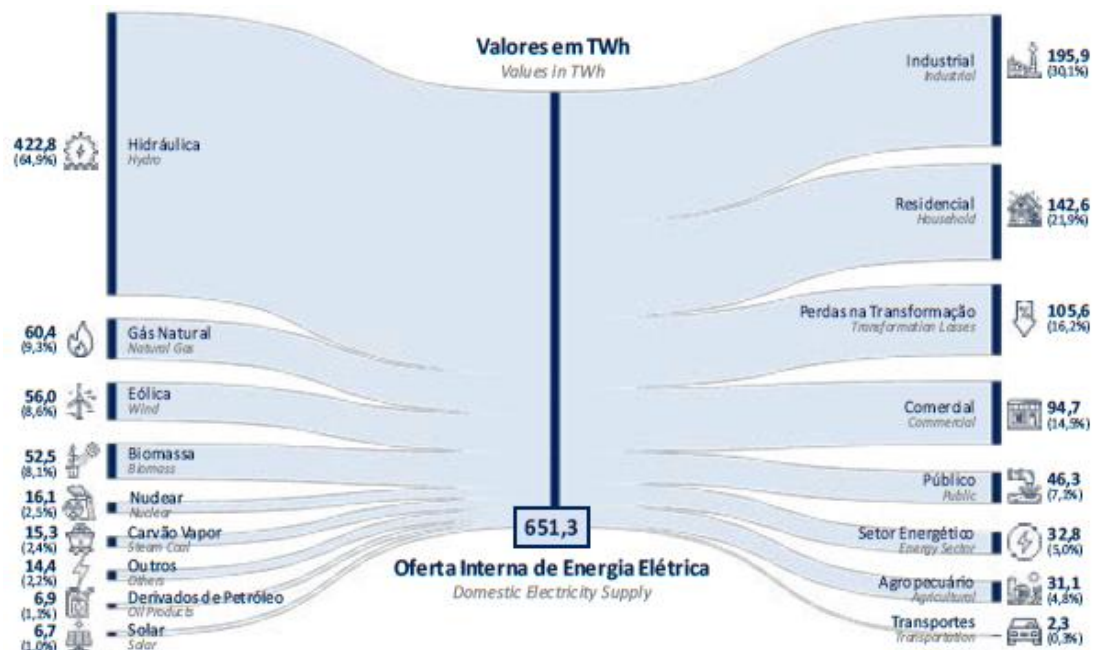 Valores em TWh
Values in TWh
422,8
(64,9%)
Hidráulica
Hydro
60,4
(9,3%)
Gás Natural
Natural Gas
56,0
(8,6%)
Eólica
Wind
52,5
(8,1%)
Biomassa
Biomass
16,1
(2,5%)
Nuclear
Nuclear
15,3
(2,4%)
Carvão Vapor
Steam Coal
14,4
(2,2%)
Outros
Others
6,9
(1,1%)
Derivados de Petróleo
Oil Products
6,7
(1,0%)
Solar
Solar
651,3
Oferta Interna de Energia Elétrica
Domestic Electricity Supply
Industrial
Industrial
195,9
(30,1%)
Residencial
Household
142,6
(21,9%)
Perdas na Transformação
Transformation Losses
105,6
(16,2%)
Comercial
Commercial
94,7
(14,5%)
Público
Public
46,3
(7,2%)
Setor Energético
Energy Sector
32,8
(5,0%)
Agropecuário
Agricultural
31,1
(4,8%)
Transportes
Transportation
2,3
(0,3%)